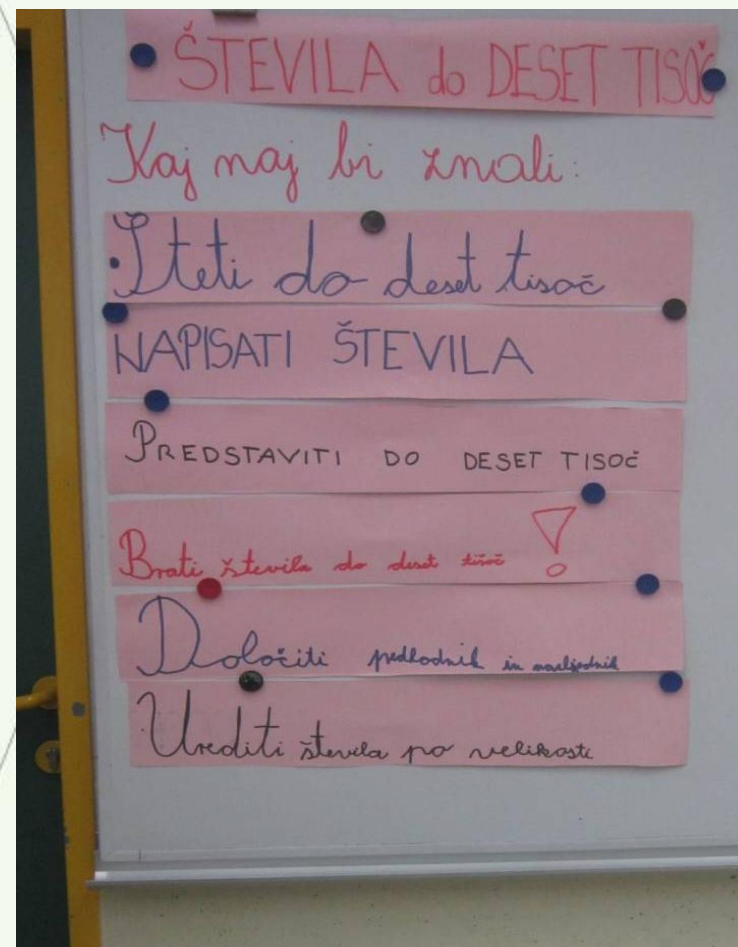 ŠTEVILA do DESET TISOČ
Kaj naj bi znali:
• Šteti do deset tisoč
NAPISATI ŠTEVILA
PREDSTAVITI DO DESET TISOČ
Brati števila do deset tisoč !
Določiti predhodnik in
Urediti števila po velikosti